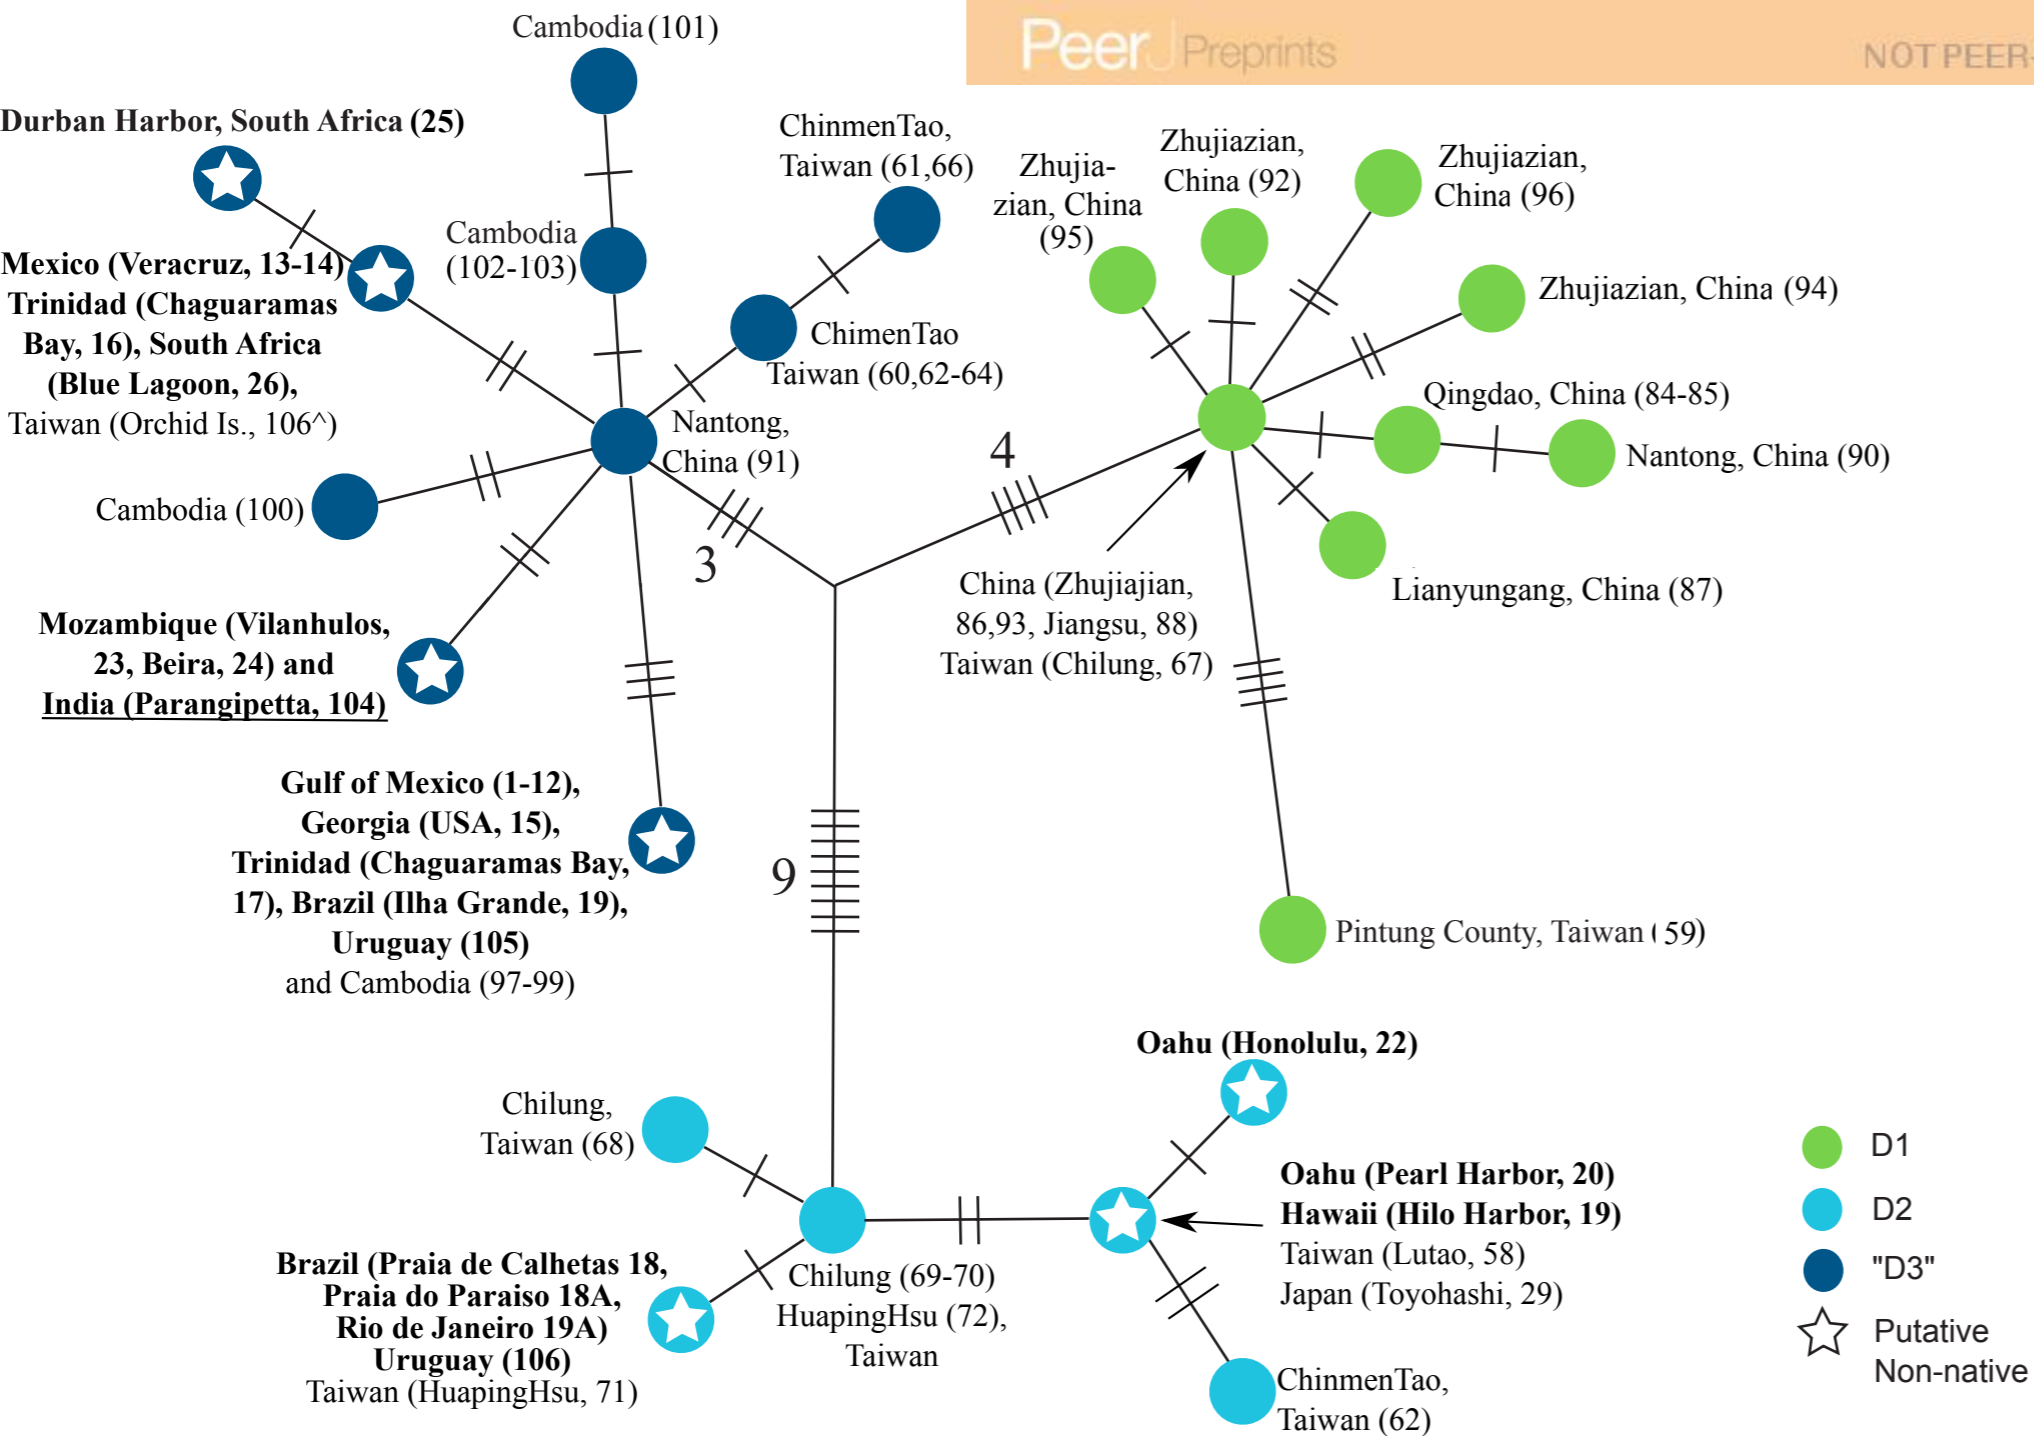 PeerJ Preprints
NOT PEER-
Cambodia (101)
Durban Harbor, South Africa (25)
ChinmenTao,
Taiwan (61,66)
Zhujia-
zian, China
(95)
Zhujiazian,
China (92)
Zhujiazian,
China (96)
Cambodia
(102-103)
Mexico (Veracruz, 13-14)
Trinidad (Chaguaramas
Bay, 16), South Africa
(Blue Lagoon, 26),
Taiwan (Orchid Is., 106^)
ChimenTao
Taiwan (60,62-64)
Zhujiazian, China (94)
Qingdao, China (84-85)
Nantong, China (90)
Nantong,
China (91)
Cambodia (100)
3
4
China (Zhujiajian,
86,93, Jiangsu, 88)
Taiwan (Chilung, 67)
Lianyungang, China (87)
Mozambique (Vilanhulos,
23, Beira, 24) and
India (Parangipetta, 104)
Gulf of Mexico (1-12),
Georgia (USA, 15),
Trinidad (Chaguaramas Bay,
17), Brazil (Ilha Grande, 19),
Uruguay (105)
and Cambodia (97-99)
9
Pintung County, Taiwan (59)
Oahu (Honolulu, 22)
Chilung,
Taiwan (68)
Oahu (Pearl Harbor, 20)
Hawaii (Hilo Harbor, 19)
Taiwan (Lutao, 58)
Japan (Toyohashi, 29)
Brazil (Praia de Calhetas 18,
Praia do Paraiso 18A,
Rio de Janeiro 19A)
Uruguay (106)
Taiwan (HuapingHsu, 71)
Chilung (69-70)
HuapingHsu (72),
Taiwan
ChinmenTao,
Taiwan (62)
D1
D2
"D3"
Putative
Non-native